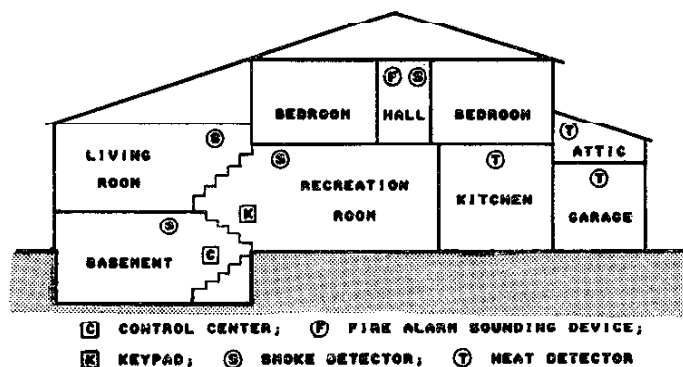 F S
BEDROOM HALL BEDROOM
S T
LIVING ROOM
ATTIC
S T T
RECREATION ROOM
KITCHEN
K GARAGE
S
BASEMENT C
C CONTROL CENTER; F FIRE ALARM SOUNDING DEVICE;
K KEYPAD; S SMOKE DETECTOR; T HEAT DETECTOR